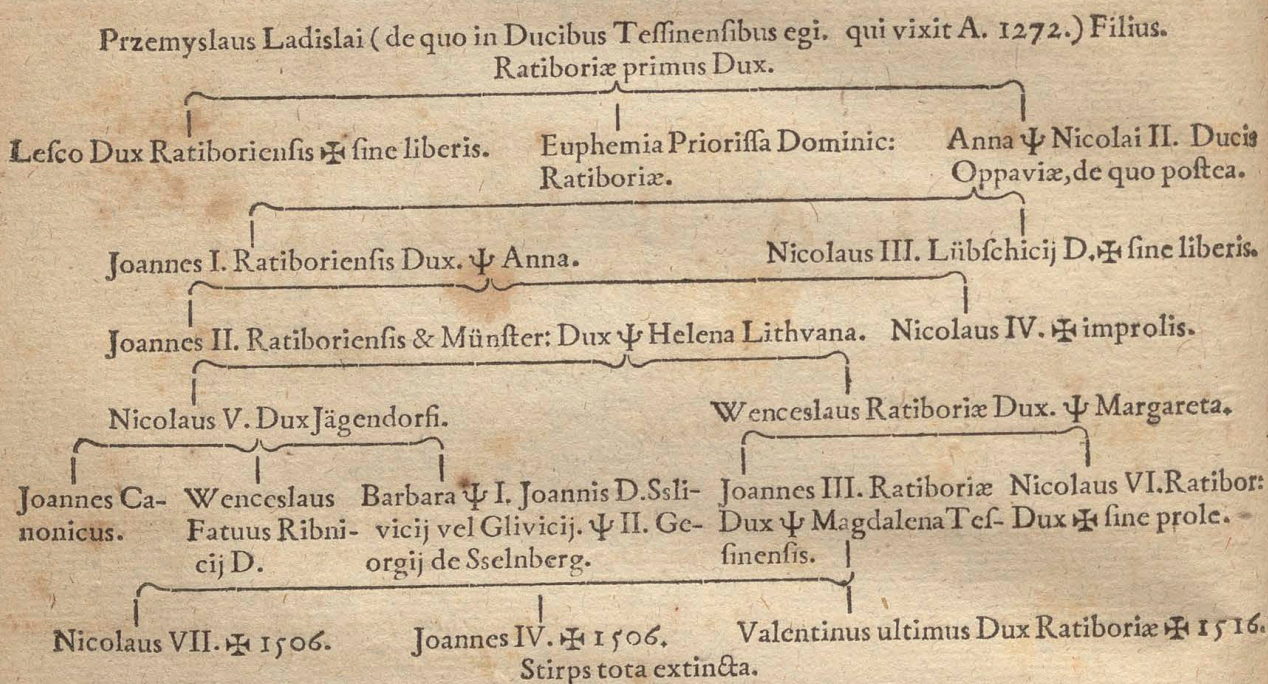 Przemyslaus Ladislai ( de quo in Ducibus Teſſinenſibus egi. qui vixit A. 1272.) Filius.
Ratiboriæ primus Dux.
Leſco Dux Ratiborienſis ✠ ſine liberis.
Euphemia Prioriſſa Dominic:
Ratiboriæ.
Anna Ψ Nicolai II. Ducis
Oppaviæ, de quo poſtea.
Joannes I. Ratiborienſis Dux. Ψ Anna.
Nicolaus III. Lübſchicij D. ✠ ſine liberis.
Joannes II. Ratiborienſis & Münſter: Dux Ψ Helena Lithvana.
Nicolaus IV. ✠ improlis.
Nicolaus V. Dux Jägendorfi.
Wenceslaus Ratiboriæ Dux. Ψ Margareta.
Joannes Ca-
nonicus.
Wenceslaus
Fatuus Ribni-
cij D.
Barbara Ψ I. Joannis D. Ssli-
vicij vel Glivicij. Ψ II. Ge-
orgij de Sselnberg.
Joannes III. Ratiboriæ
Dux Ψ Magdalena Teſ-
ſinenſis.
Nicolaus VI. Ratibor:
Dux ✠ ſine prole.
Nicolaus VII. ✠ 1506.
Joannes IV. ✠ 1506.
Valentinus ultimus Dux Ratiboriæ ✠ 1516.
Stirps tota extincta.